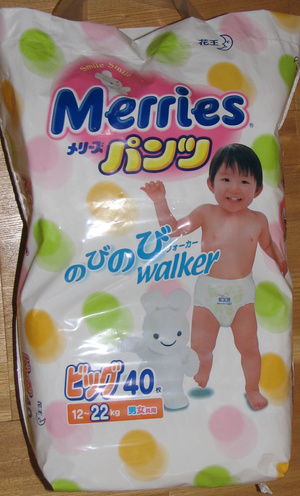 花王
Smile Smile
Merries
メリーズ パンツ
のびのび ウォーカー
walker
ビッグ 40枚
12~22kg 男女共用